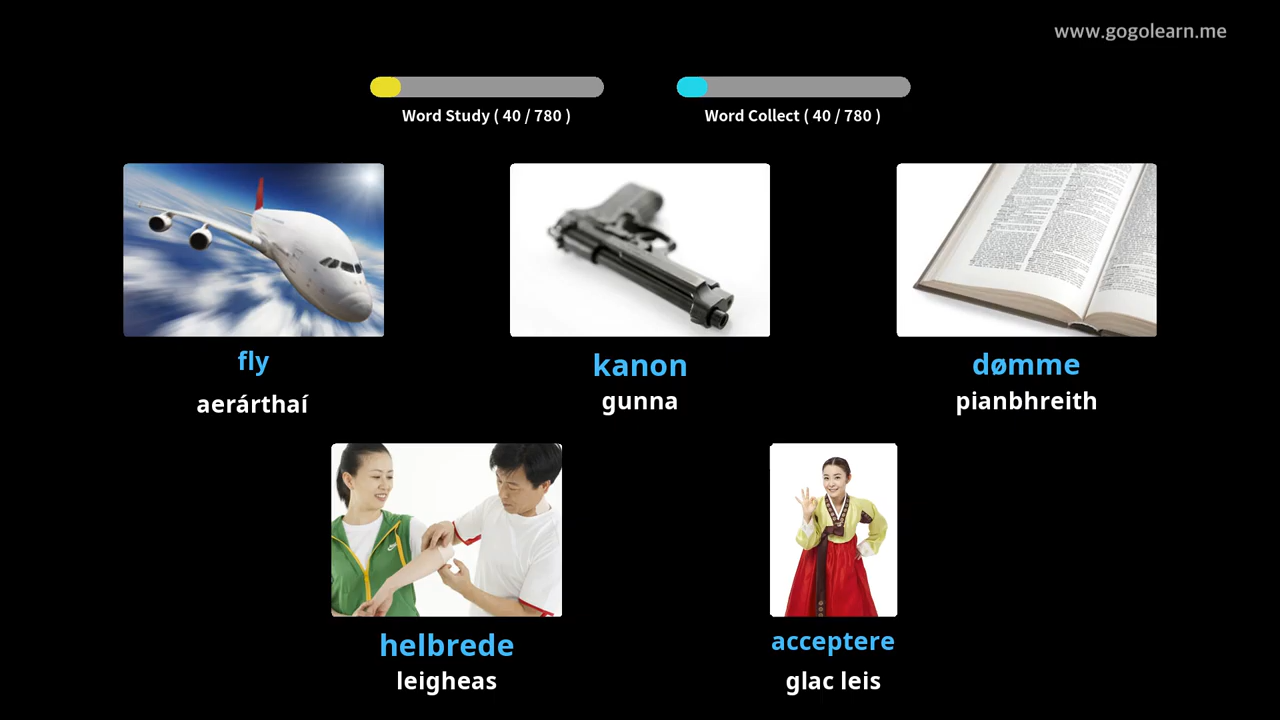 www.gogolearn.me
Word Study ( 40 / 780 )
Word Collect ( 40 / 780 )
fly
kanon
dømme
aerárthaí
gunna
pianbhreith
helbrede
acceptere
leigheas
glac leis